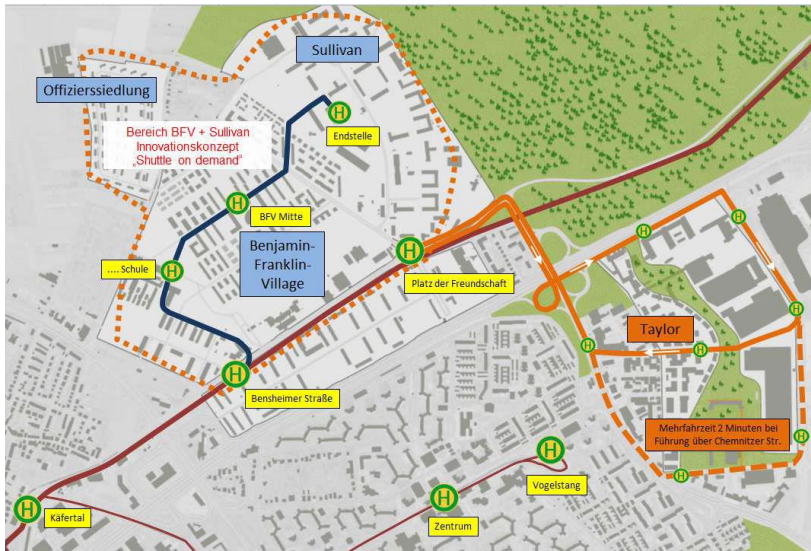 Sullivan
Offizierssiedlung
Bereich BFV + Sullivan
Innovationskonzept
„Shuttle on demand“
H
Endstelle
H
BFV Mitte
H
.... Schule
Benjamin-
Franklin-
Village
H
Platz der Freundschaft
H
Bensheimer Straße
H
H
H
H
H
H
H
Taylor
Mehrfahrzeit 2 Minuten bei
Führung über Chemnitzer Str.
H
Vogelstang
H
Zentrum
H
Käfertal